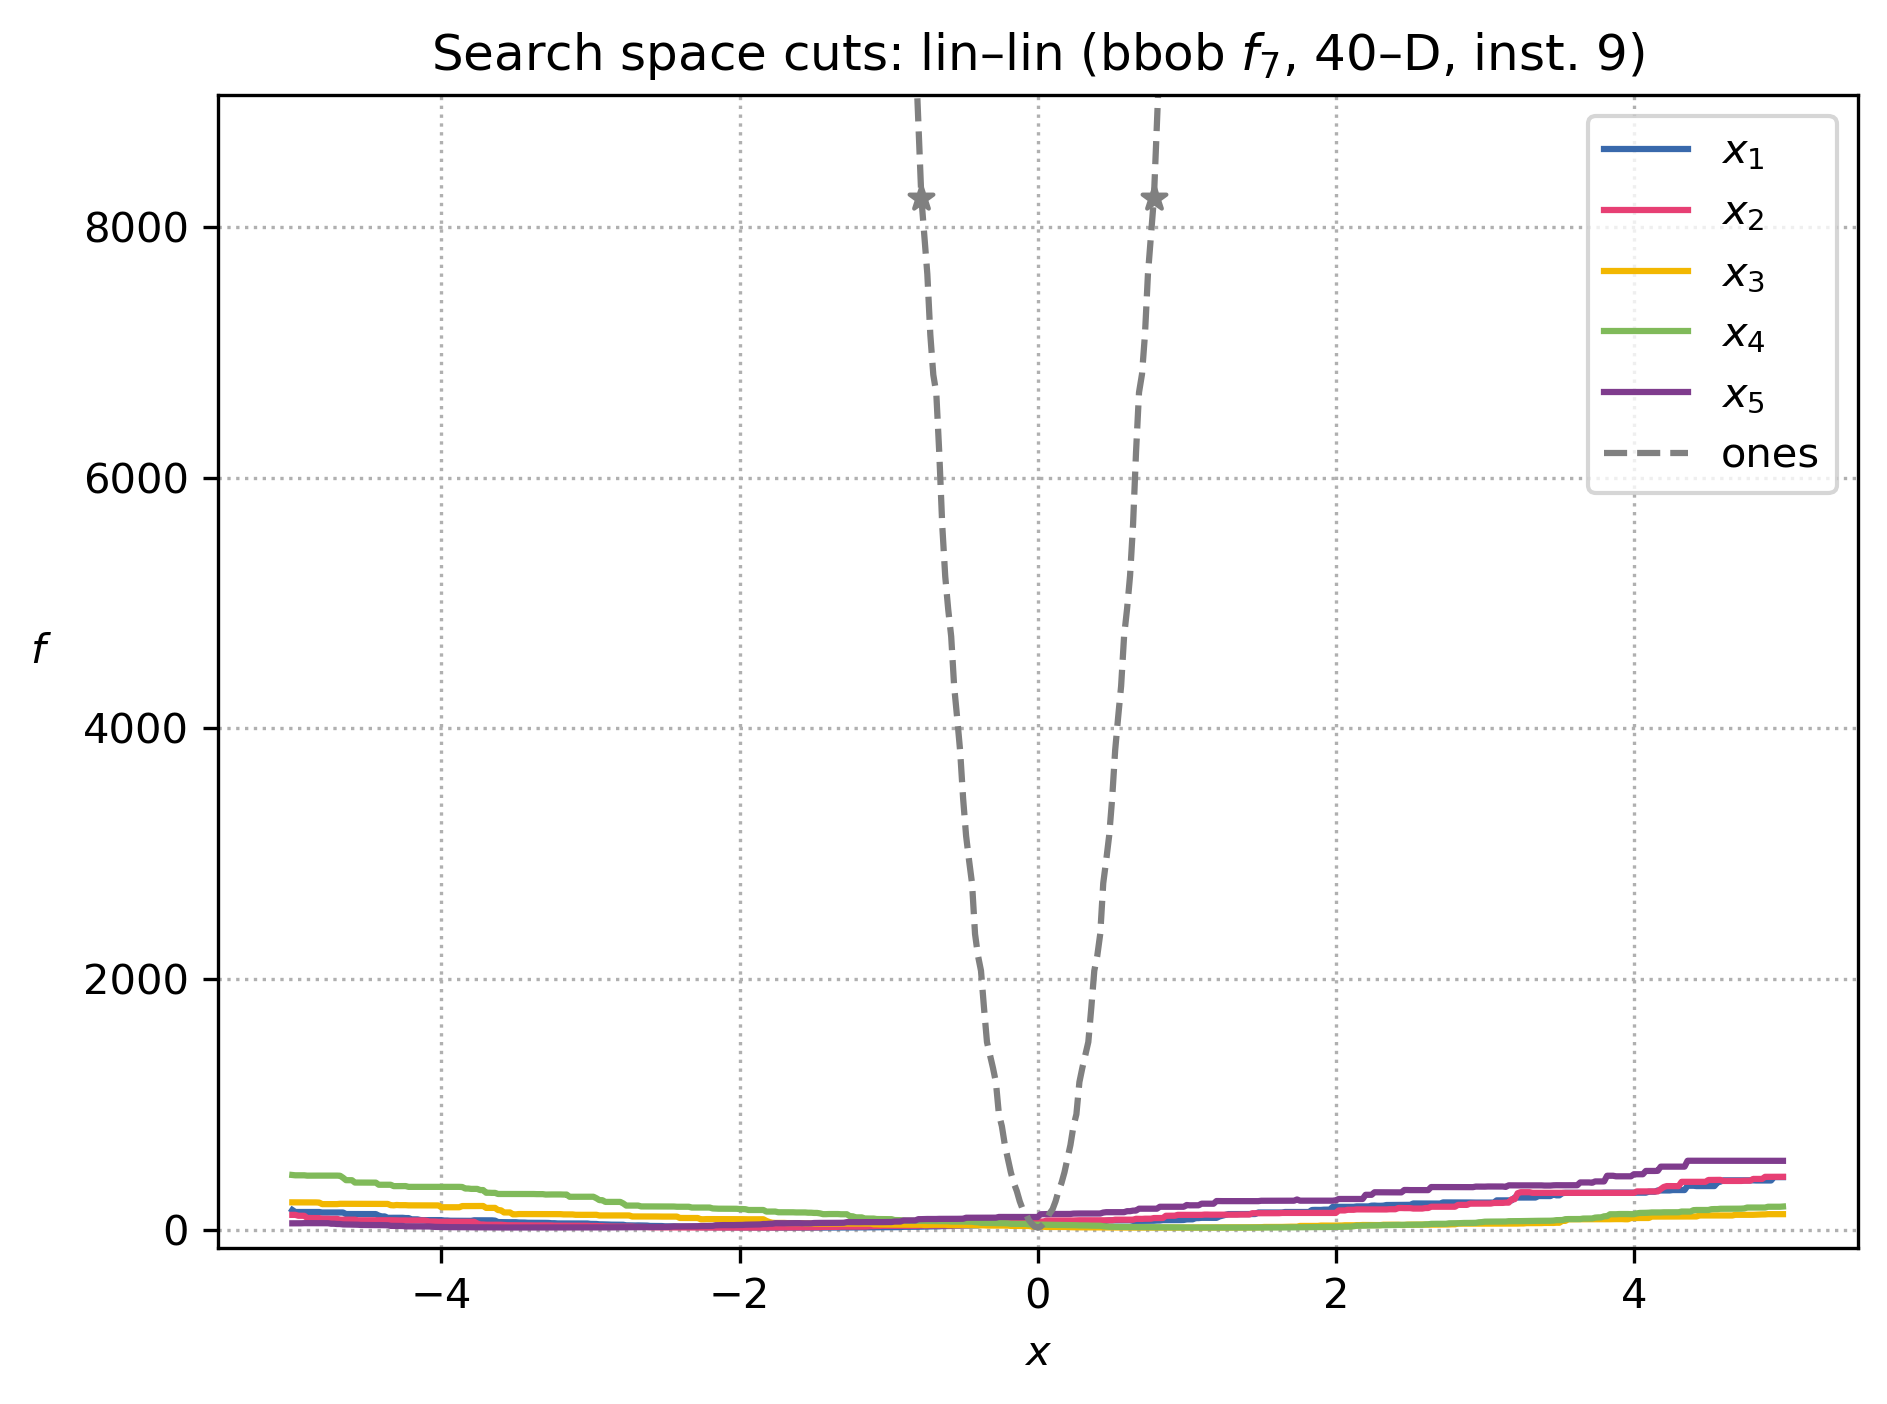 Search space cuts: lin–lin (bbob f₇, 40–D, inst. 9)
x₁
x₂
x₃
x₄
x₅
ones
8000
6000
4000
2000
0
f
−4 −2 0 2 4
x